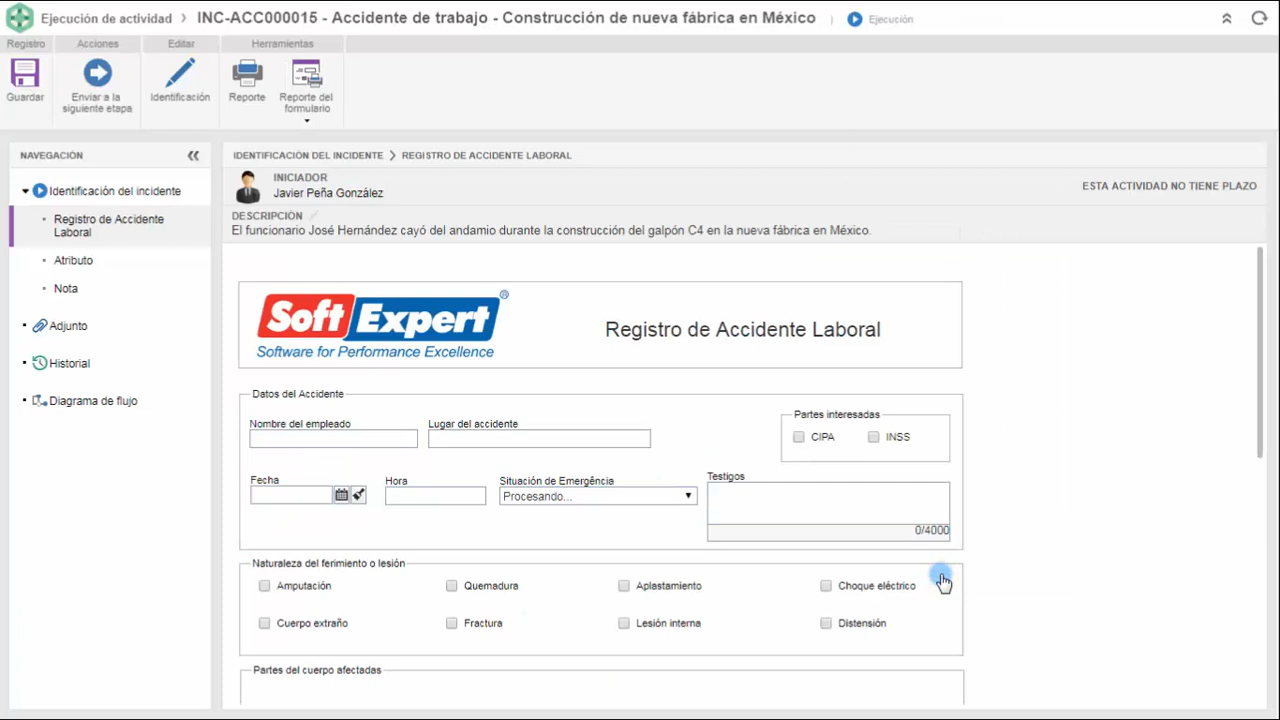 Ejecución de actividad > INC-ACC000015 - Accidente de trabajo - Construcción de nueva fábrica en México
Ejecución
Registro
Acciones
Editar
Herramientas
Guardar
Enviar a la
siguiente etapa
Identificación
Reporte
Reporte del
formulario
NAVEGACIÓN
Identificación del incidente
Registro de Accidente
Laboral
Atributo
Nota
Adjunto
Historial
Diagrama de flujo
IDENTIFICACIÓN DEL INCIDENTE > REGISTRO DE ACCIDENTE LABORAL
INICIADOR
Javier Peña González
ESTA ACTIVIDAD NO TIENE PLAZO
DESCRIPCIÓN
El funcionario José Hernández cayó del andamio durante la construcción del galpón C4 en la nueva fábrica en México.
Soft Expert ®
Software for Performance Excellence
Registro de Accidente Laboral
Datos del Accidente
Nombre del empleado
Lugar del accidente
Partes interesadas
CIPA
INSS
Fecha
Hora
Situación de Emergência
Procesando...
Testigos
0/4000
Naturaleza del ferimiento o lesión
Amputación
Quemadura
Aplastamiento
Choque eléctrico
Cuerpo extraño
Fractura
Lesión interna
Distensión
Partes del cuerpo afectadas